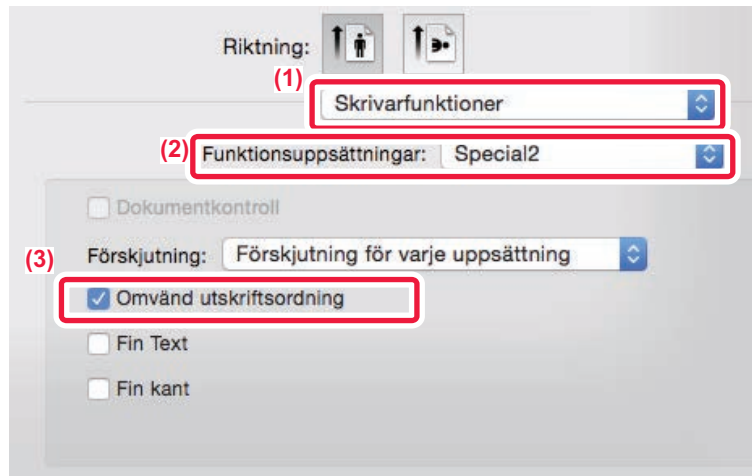 Riktning:
(1)
Skrivarfunktioner
(2) Funktionsuppsättningar: Special2
Dokumentkontroll
(3) Förskjutning: Förskjutning för varje uppsättning
Omvänd utskriftsordning
Fin Text
Fin kant